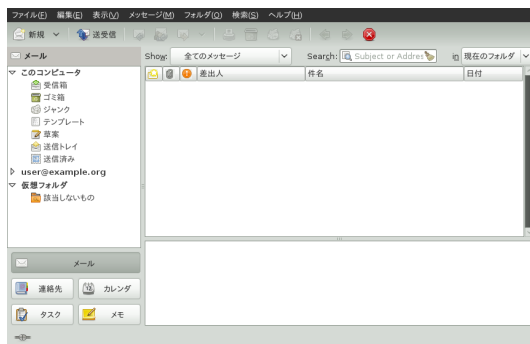 ファイル(F) 編集(E) 表示(V) メッセージ(M) フォルダ(O) 検索(S) ヘルプ(H)
新規 送受信
メール Show: 全てのメッセージ Search: Subject or Addres in 現在のフォルダ
このコンピュータ 差出人 件名 日付
受信箱
ゴミ箱
ジャンク
テンプレート
草案
送信トレイ
送信済み
user@example.org
仮想フォルダ
該当しないもの
メール
連絡先 カレンダ
タスク メモ